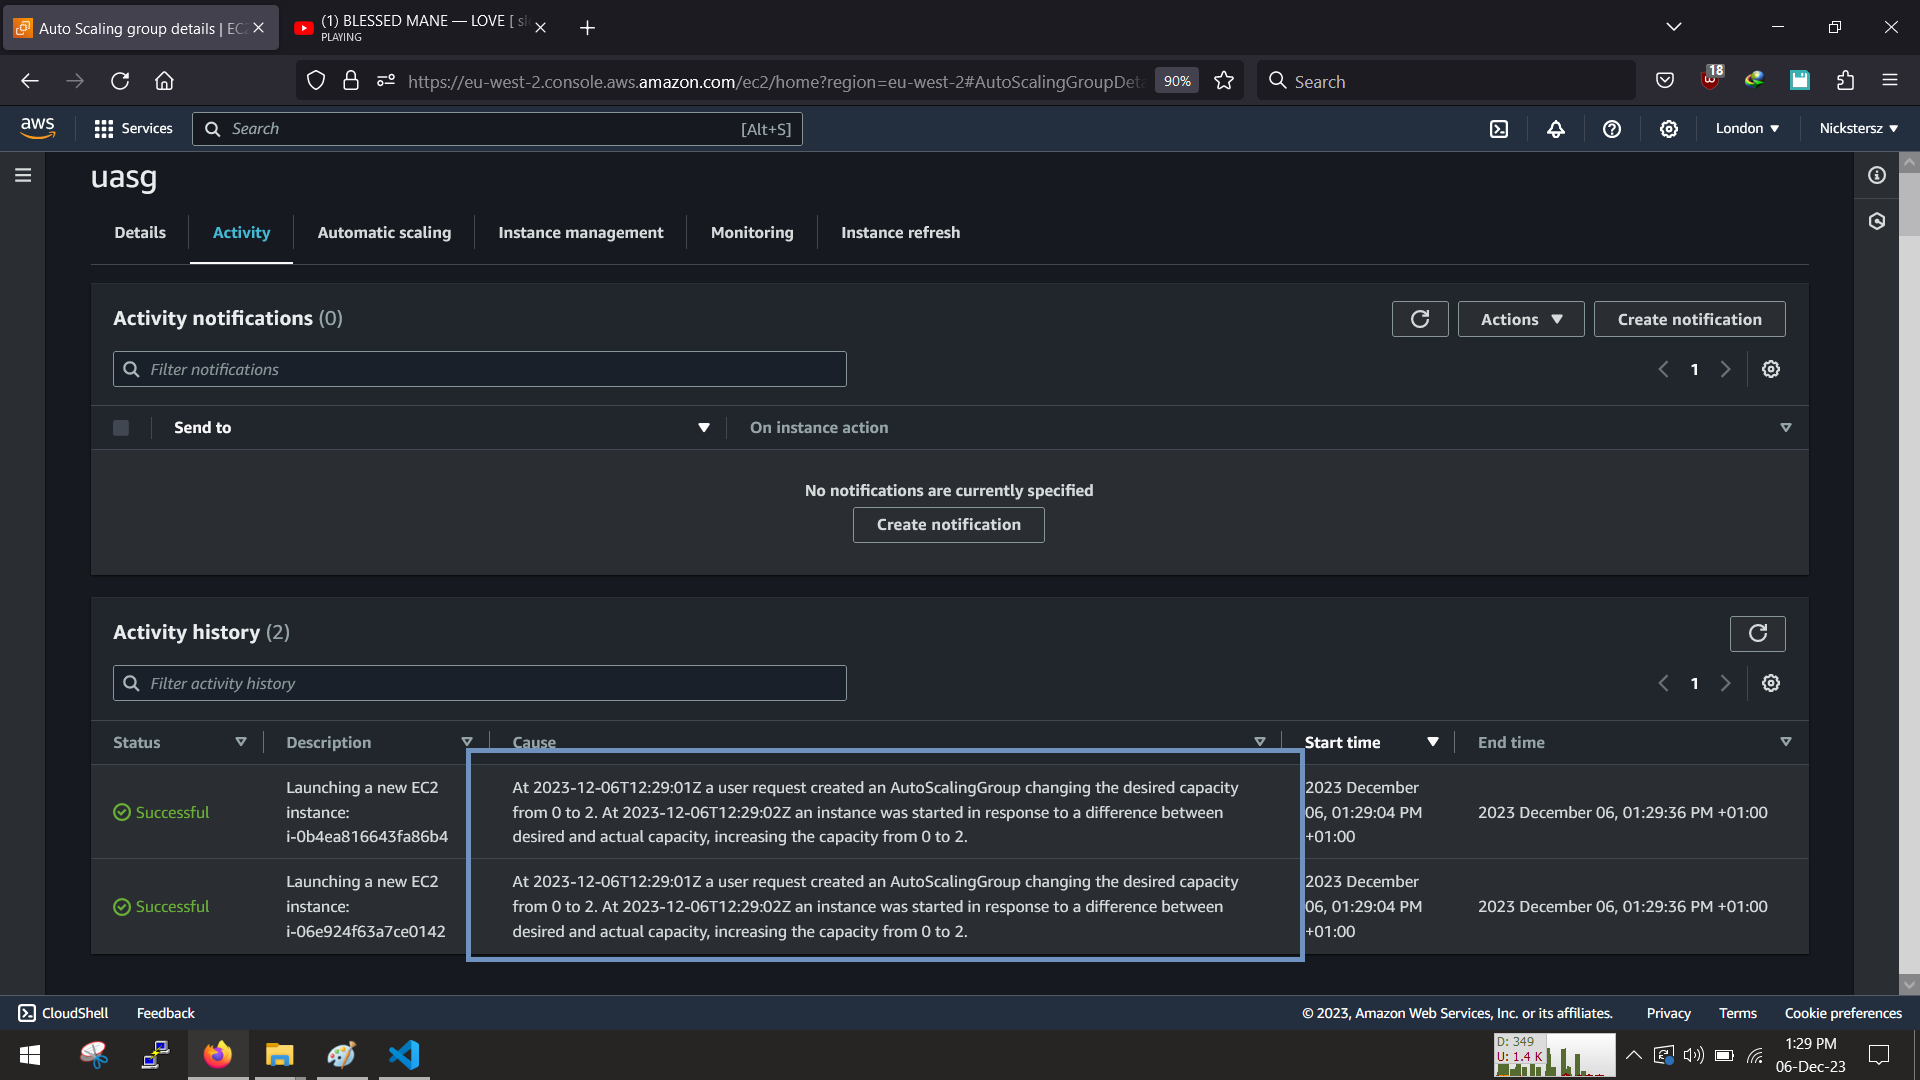 Auto Scaling group details | EC2
(1) BLESSED MANE — LOVE [ sl
PLAYING
https://eu-west-2.console.aws.amazon.com/ec2/home?region=eu-west-2#AutoScalingGroupDeta
90%
Search
18
aws
Services
Search
[Alt+S]
London
Nickstersz
uasg
Details
Activity
Automatic scaling
Instance management
Monitoring
Instance refresh
Activity notifications (0)
Actions
Create notification
Filter notifications
1
Send to
On instance action
No notifications are currently specified
Create notification
Activity history (2)
Filter activity history
1
Status
Description
Cause
Start time
End time
Successful
Launching a new EC2
instance:
i-0b4ea816643fa86b4
At 2023-12-06T12:29:01Z a user request created an AutoScalingGroup changing the desired capacity
from 0 to 2. At 2023-12-06T12:29:02Z an instance was started in response to a difference between
desired and actual capacity, increasing the capacity from 0 to 2.
2023 December
06, 01:29:04 PM
+01:00
2023 December 06, 01:29:36 PM +01:00
Successful
Launching a new EC2
instance:
i-06e924f63a7ce0142
At 2023-12-06T12:29:01Z a user request created an AutoScalingGroup changing the desired capacity
from 0 to 2. At 2023-12-06T12:29:02Z an instance was started in response to a difference between
desired and actual capacity, increasing the capacity from 0 to 2.
2023 December
06, 01:29:04 PM
+01:00
2023 December 06, 01:29:36 PM +01:00
CloudShell
Feedback
© 2023, Amazon Web Services, Inc. or its affiliates.
Privacy
Terms
Cookie preferences
D: 349
U: 1.4 K
1:29 PM
06-Dec-23